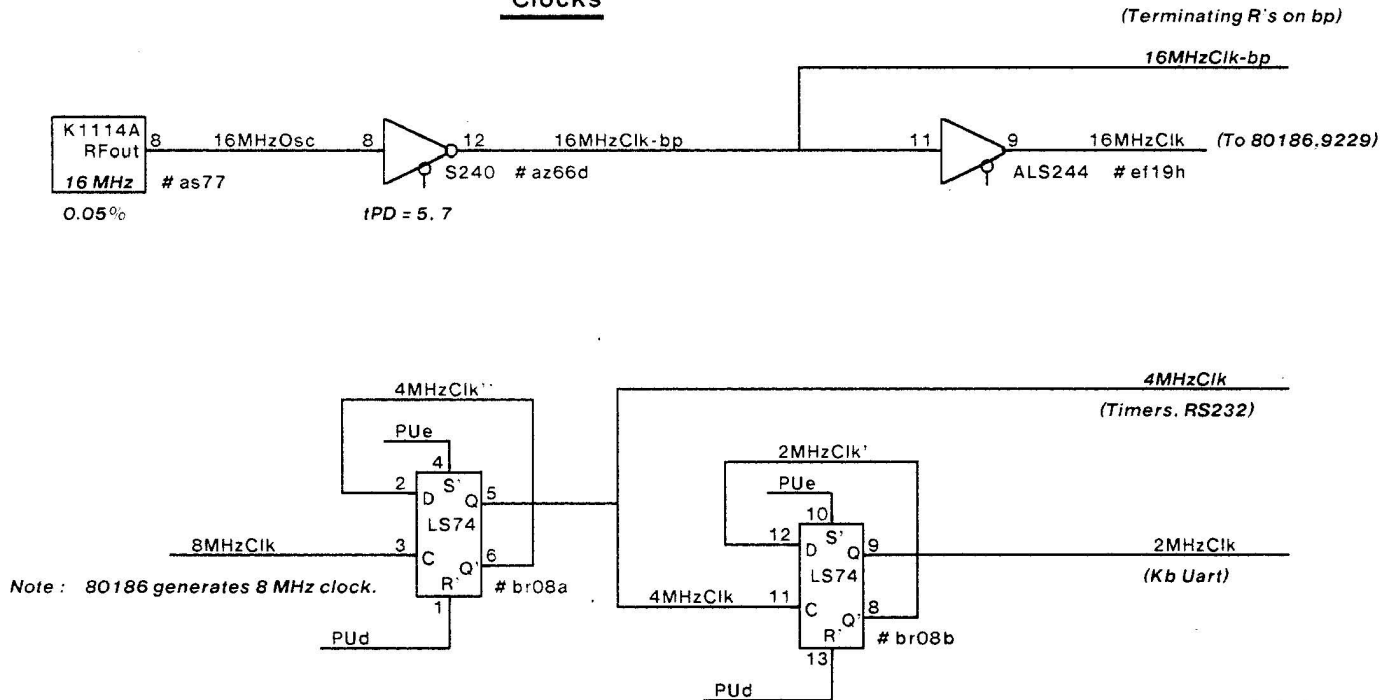 Clocks
(Terminating R's on bp)
16MHzClk-bp
K1114A
RFout
16 MHz
8
16MHzOsc
8
12
16MHzClk-bp
11
9
16MHzClk
(To 80186,9229)
# as77
S240
# az66d
ALS244
# ef19h
0.05%
tPD = 5, 7
4MHzClk''
4MHzClk
(Timers, RS232)
PUe
4
2
D
S'
Q
5
LS74
8MHzClk
3
C
Q'
6
R'
1
# br08a
Note : 80186 generates 8 MHz clock.
PUd
2MHzClk'
PUe
10
12
D
S'
Q
9
LS74
2MHzClk
(Kb Uart)
4MHzClk
11
C
Q'
8
R'
13
# br08b
PUd